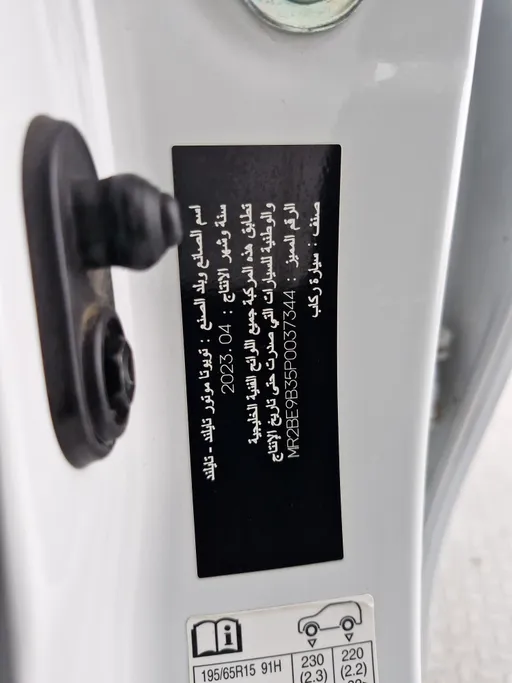 اسم الصانع وبلد الصنع : تويوتا موتور تايلند - تايلند
سنة وشهر الانتاج : 2023.04
تطابق هذه المركبة جميع اللوائح الفنية الخليجية
والوطنية للسيارات التي صدرت حتى تاريخ الإنتاج
الرقم المميز : MR2BE9B35P0037344
صنف : سيارة ركاب
195/65R15 91H
230
(2.3)
220
(2.2)